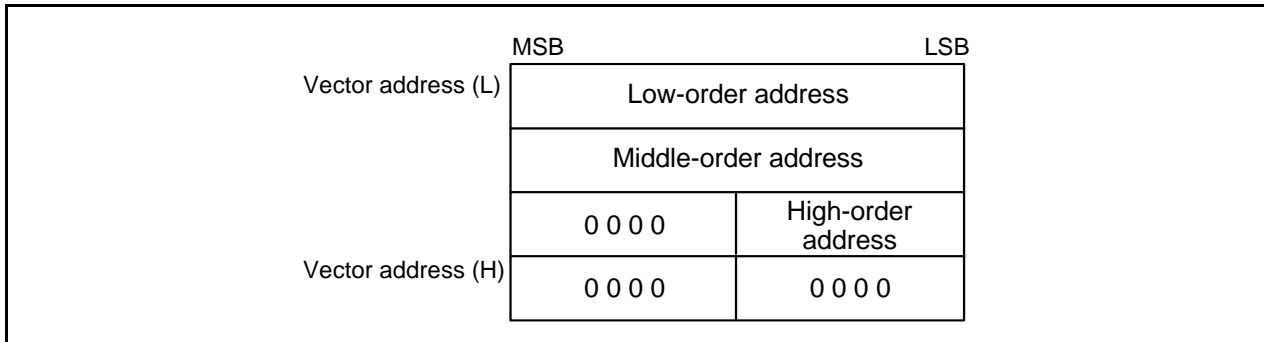 MSB LSB
Vector address (L) Low-order address
Middle-order address
0 0 0 0 High-order
address
Vector address (H) 0 0 0 0 0 0 0 0